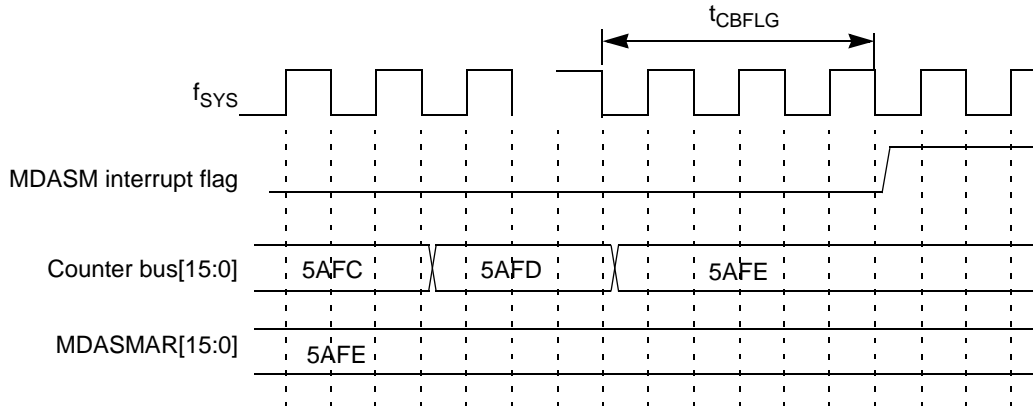 tCBFLG
fSYS
MDASM interrupt flag
Counter bus[15:0] 5AFC 5AFD 5AFE
MDASMAR[15:0] 5AFE